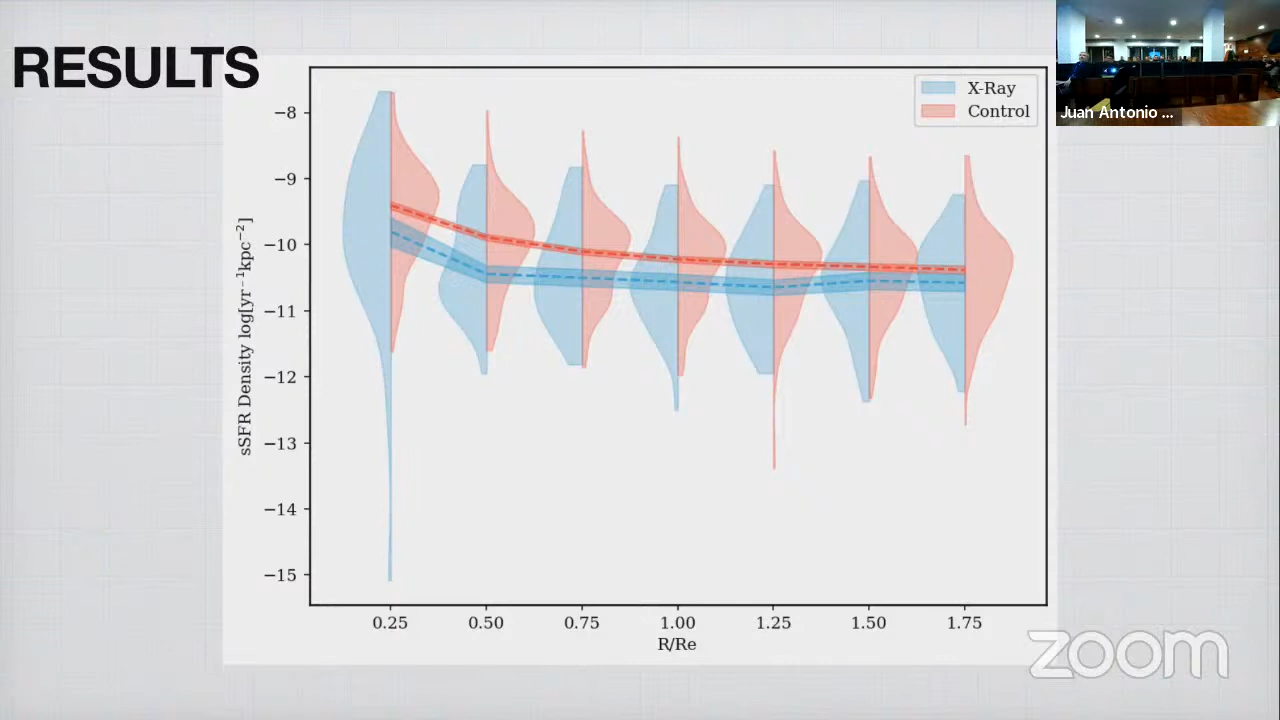 RESULTS
Juan Antonio ...
X-Ray
Control
−8
−9
−10
−11
−12
−13
−14
−15
sSFR Density log[yr⁻¹kpc⁻²]
0.25 0.50 0.75 1.00 1.25 1.50 1.75
R/Re
zoom